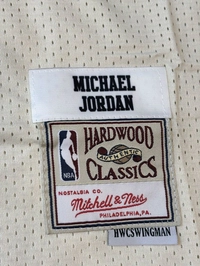 MICHAEL
JORDAN
HARDWOOD
AUTHENTIC
CLASSICS
NBA
NOSTALGIA CO.
Mitchell & Ness
PHILADELPHIA, PA.
HWCSWINGMAN